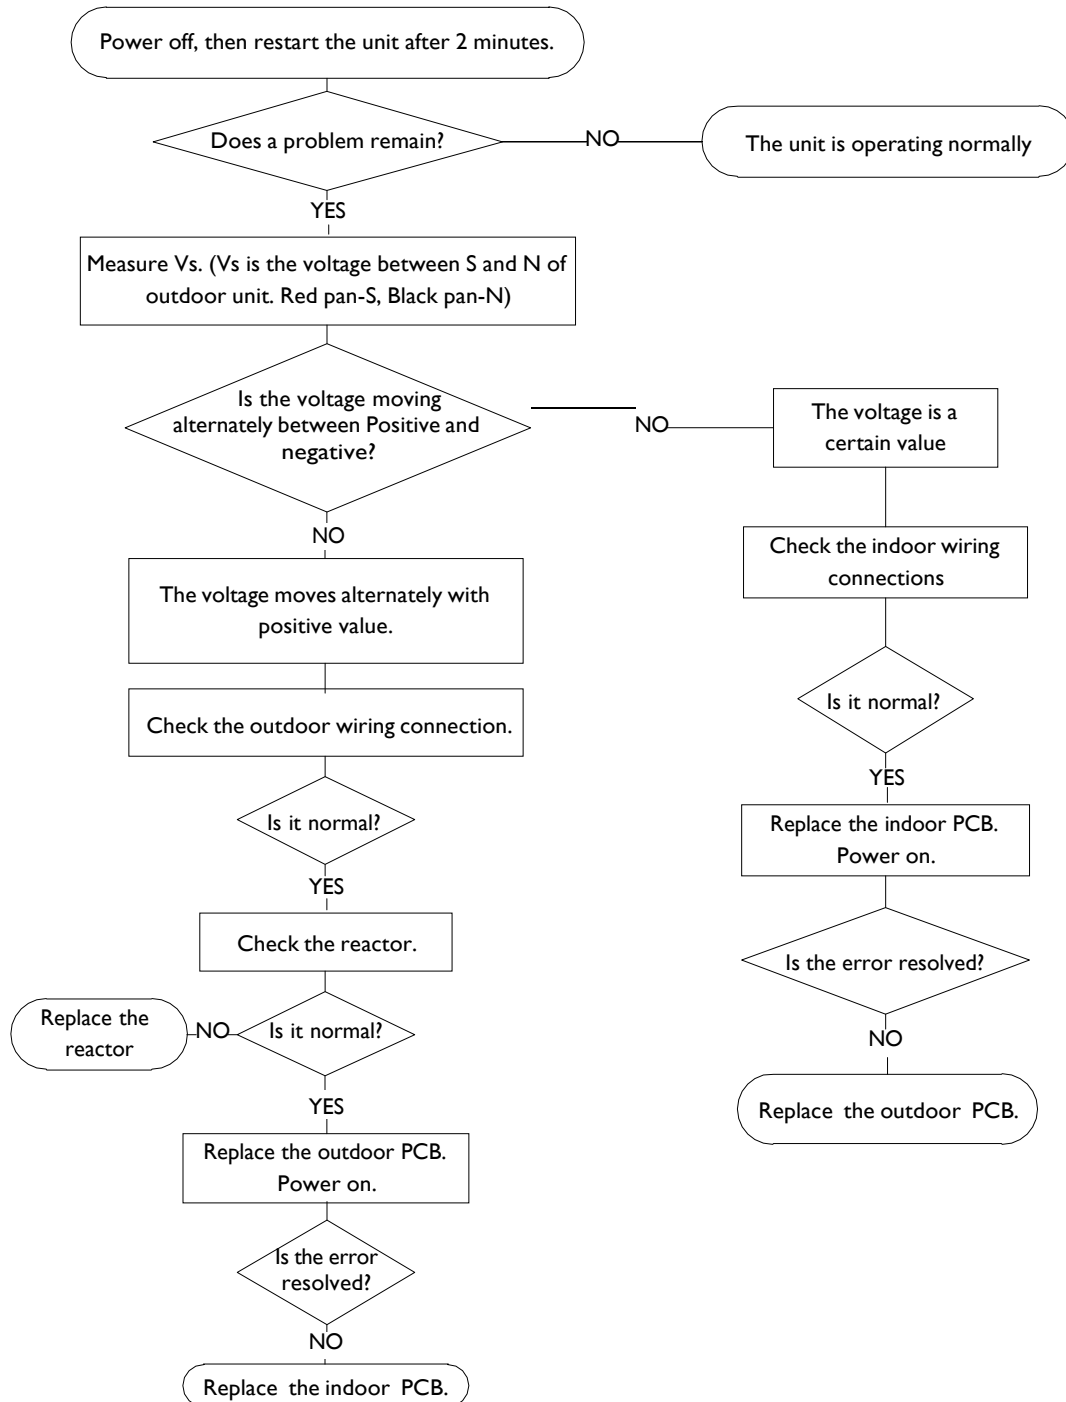 Power off, then restart the unit after 2 minutes.
Does a problem remain?
NO
The unit is operating normally
YES
Measure Vs. (Vs is the voltage between S and N of
outdoor unit. Red pan-S, Black pan-N)
Is the voltage moving
alternately between Positive and
negative?
NO
The voltage is a
certain value
NO
The voltage moves alternately with
positive value.
Check the outdoor wiring connection.
Is it normal?
YES
Check the reactor.
Is it normal?
NO
Replace the
reactor
YES
Replace the outdoor PCB.
Power on.
Is the error
resolved?
NO
Replace the indoor PCB.
Check the indoor wiring
connections
Is it normal?
YES
Replace the indoor PCB.
Power on.
Is the error resolved?
NO
Replace the outdoor PCB.